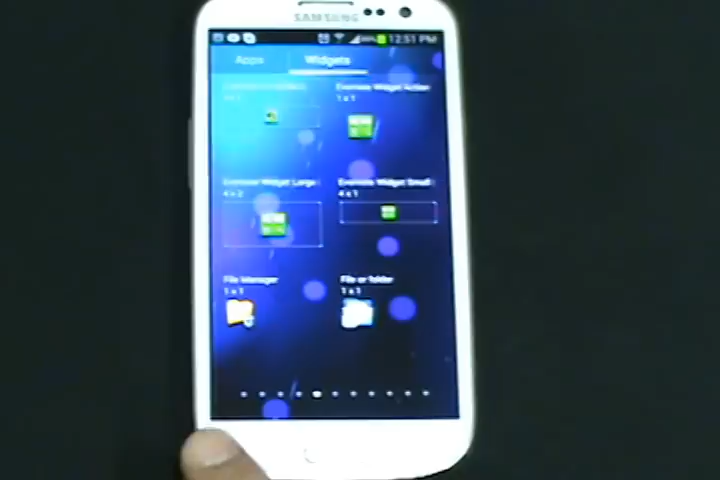 SAMSUNG
12:51 PM
Apps Widgets
Evernote Widget Action
1 x 1
Evernote Widget Large
4 x 2
Evernote Widget Small
4 x 1
File Manager
1 x 1
File or folder
1 x 1